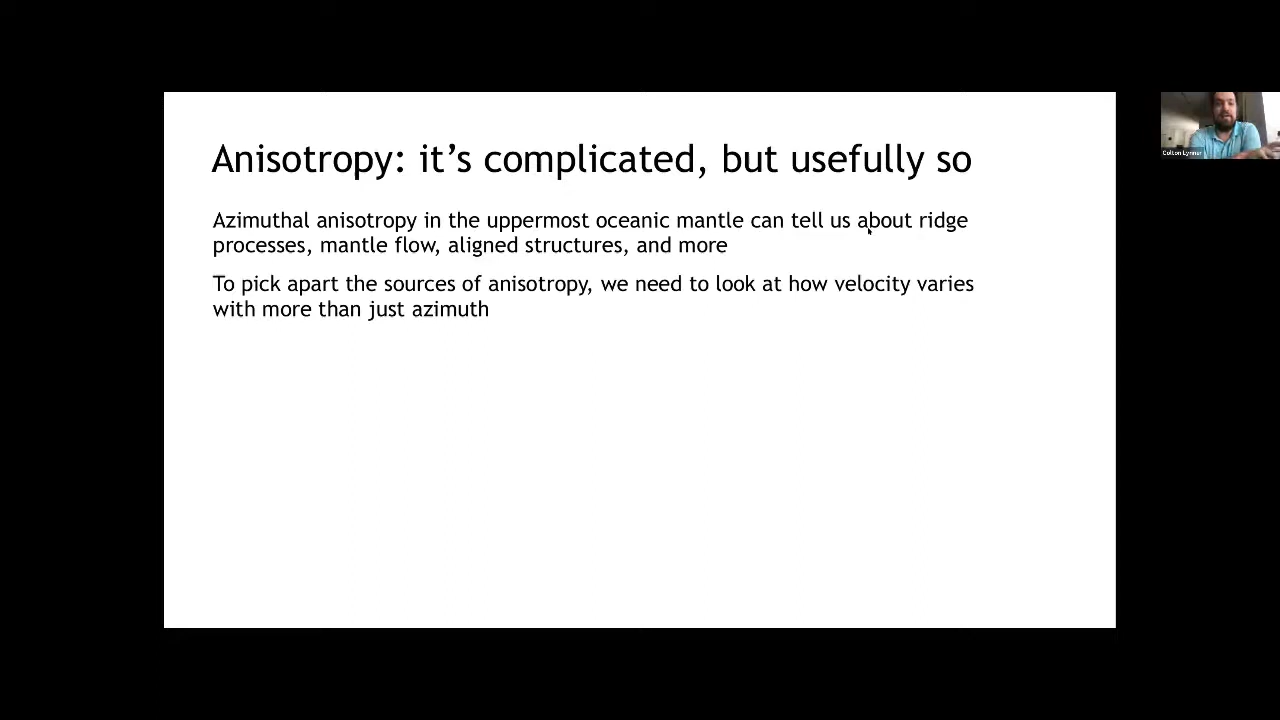 Anisotropy: it’s complicated, but usefully so
Azimuthal anisotropy in the uppermost oceanic mantle can tell us about ridge
processes, mantle flow, aligned structures, and more
To pick apart the sources of anisotropy, we need to look at how velocity varies
with more than just azimuth
Colton Lynner